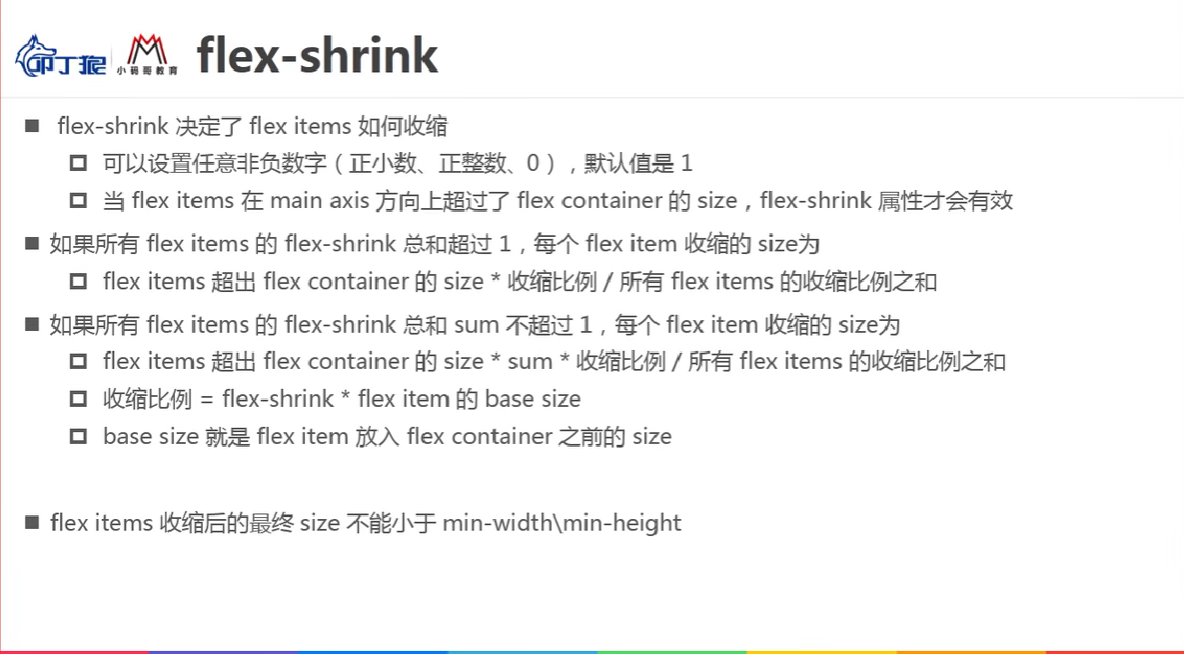 叩丁狼
小码哥教育
flex-shrink
flex-shrink 决定了 flex items 如何收缩
可以设置任意非负数字（正小数、正整数、0），默认值是 1
当 flex items 在 main axis 方向上超过了 flex container 的 size，flex-shrink 属性才会有效
如果所有 flex items 的 flex-shrink 总和超过 1，每个 flex item 收缩的 size为
flex items 超出 flex container 的 size * 收缩比例 / 所有 flex items 的收缩比例之和
如果所有 flex items 的 flex-shrink 总和 sum 不超过 1，每个 flex item 收缩的 size为
flex items 超出 flex container 的 size * sum * 收缩比例 / 所有 flex items 的收缩比例之和
收缩比例 = flex-shrink * flex item 的 base size
base size 就是 flex item 放入 flex container 之前的 size
flex items 收缩后的最终 size 不能小于 min-width\min-height